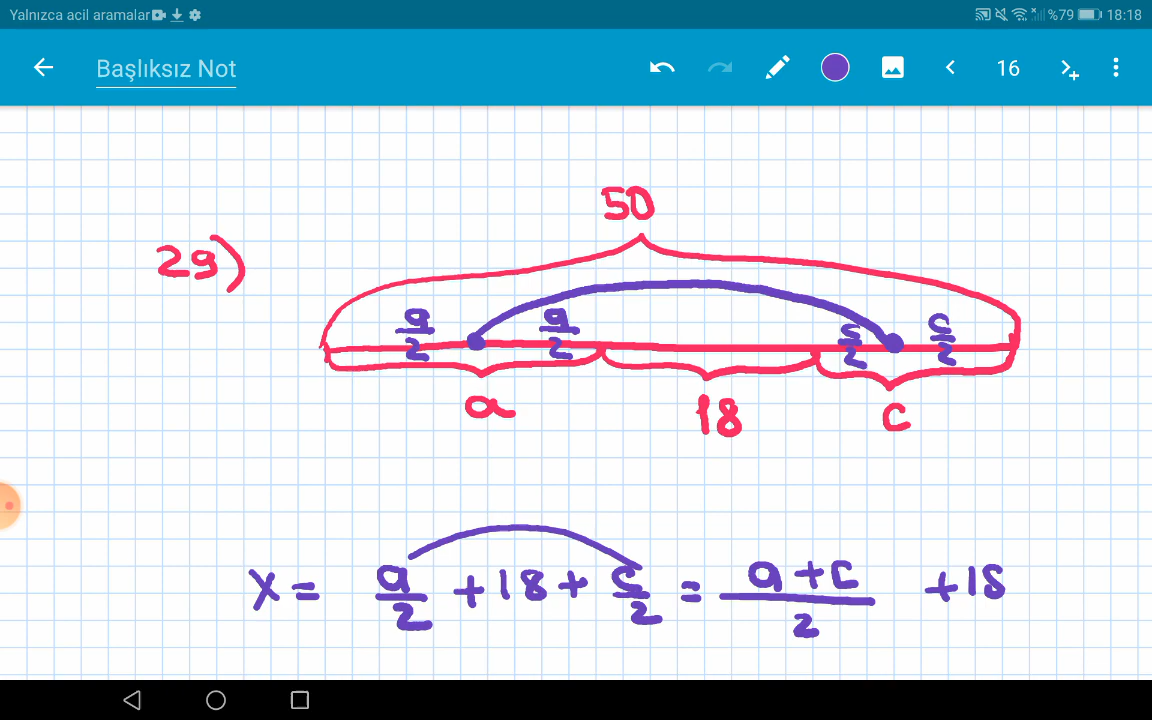 Yalnızca acil aramalar %79 18:18
Başlıksız Not 16
50
29)
a/2 a/2 c/2 c/2
a 18 c
x = a/2 + 18 + c/2 = a+c/2 + 18